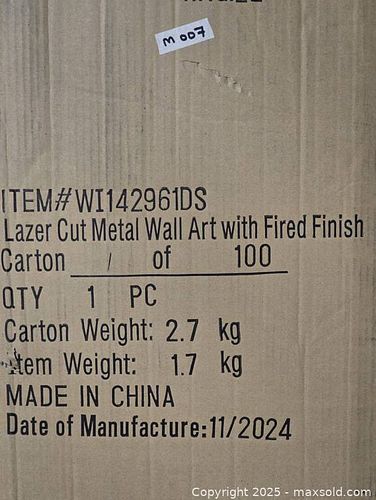 M 007
ITEM#WI142961DS
Lazer Cut Metal Wall Art with Fired Finish
Carton / of 100
QTY 1 PC
Carton Weight: 2.7 kg
Item Weight: 1.7 kg
MADE IN CHINA
Date of Manufacture:11/2024
Copyright 2025 - maxsold.com